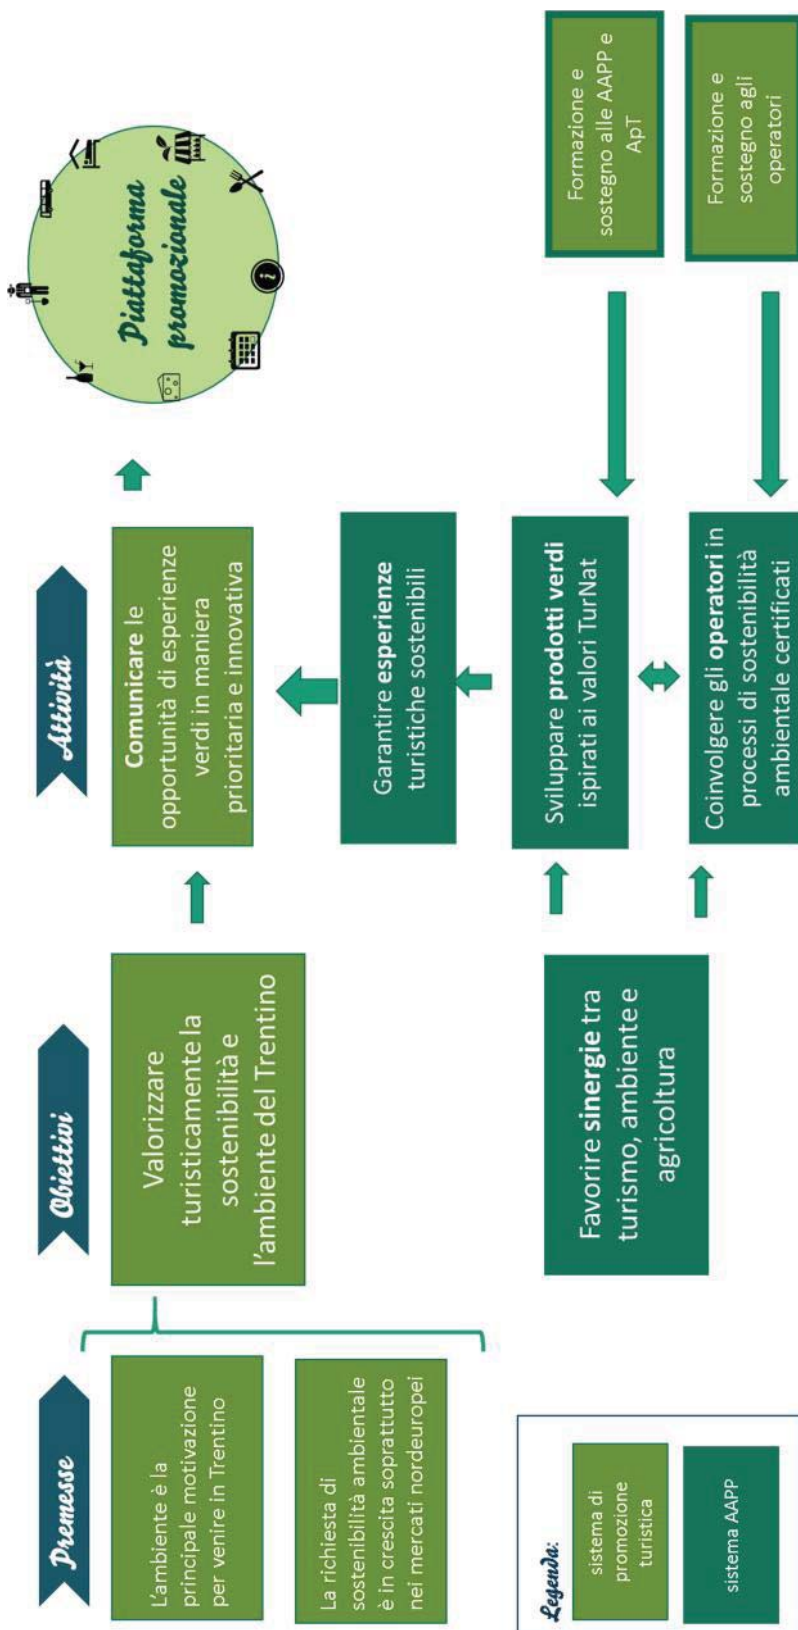 Premesse
L'ambiente è la
principale motivazione
per venire in Trentino
La richiesta di
sostenibilità ambientale
è in crescita soprattutto
nei mercati nordeuropei
Legenda:
sistema di
promozione
turistica
sistema AAPP
Obiettivi
Valorizzare
turisticamente la
sostenibilità e
l'ambiente del Trentino
Favorire sinergie tra
turismo, ambiente e
agricoltura
Attività
Comunicare le
opportunità di esperienze
verdi in maniera
prioritaria e innovativa
Garantire esperienze
turistiche sostenibili
Sviluppare prodotti verdi
ispirati ai valori TurNat
Coinvolgere gli operatori in
processi di sostenibilità
ambientale certificati
Piattaforma
promozionale
i
Formazione e
sostegno alle AAPP e
ApT
Formazione e
sostegno agli
operatori